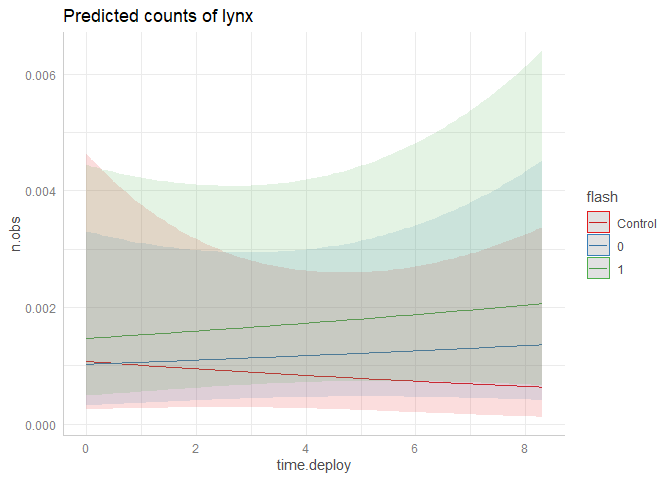 Predicted counts of lynx
0.006
0.004
0.002
0.000
n.obs
0 2 4 6 8
time.deploy
flash
Control
0
1